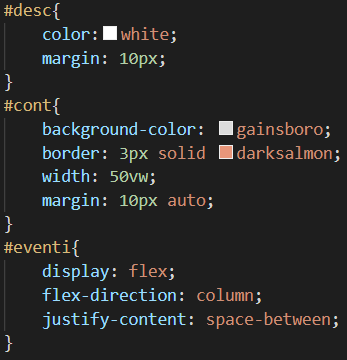 #desc{
color: white;
margin: 10px;
}
#cont{
background-color: gainsboro;
border: 3px solid darksalmon;
width: 50vw;
margin: 10px auto;
}
#eventi{
display: flex;
flex-direction: column;
justify-content: space-between;
}